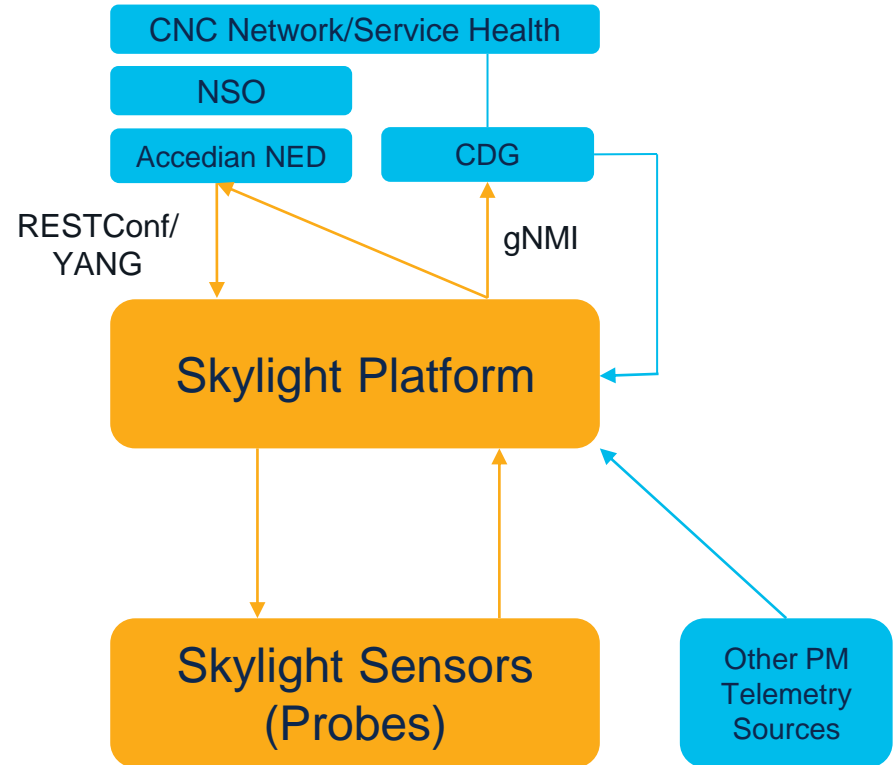 CNC Network/Service Health
NSO
Accedian NED
CDG
RESTConf/
YANG
gNMI
Skylight Platform
Skylight Sensors
(Probes)
Other PM
Telemetry
Sources